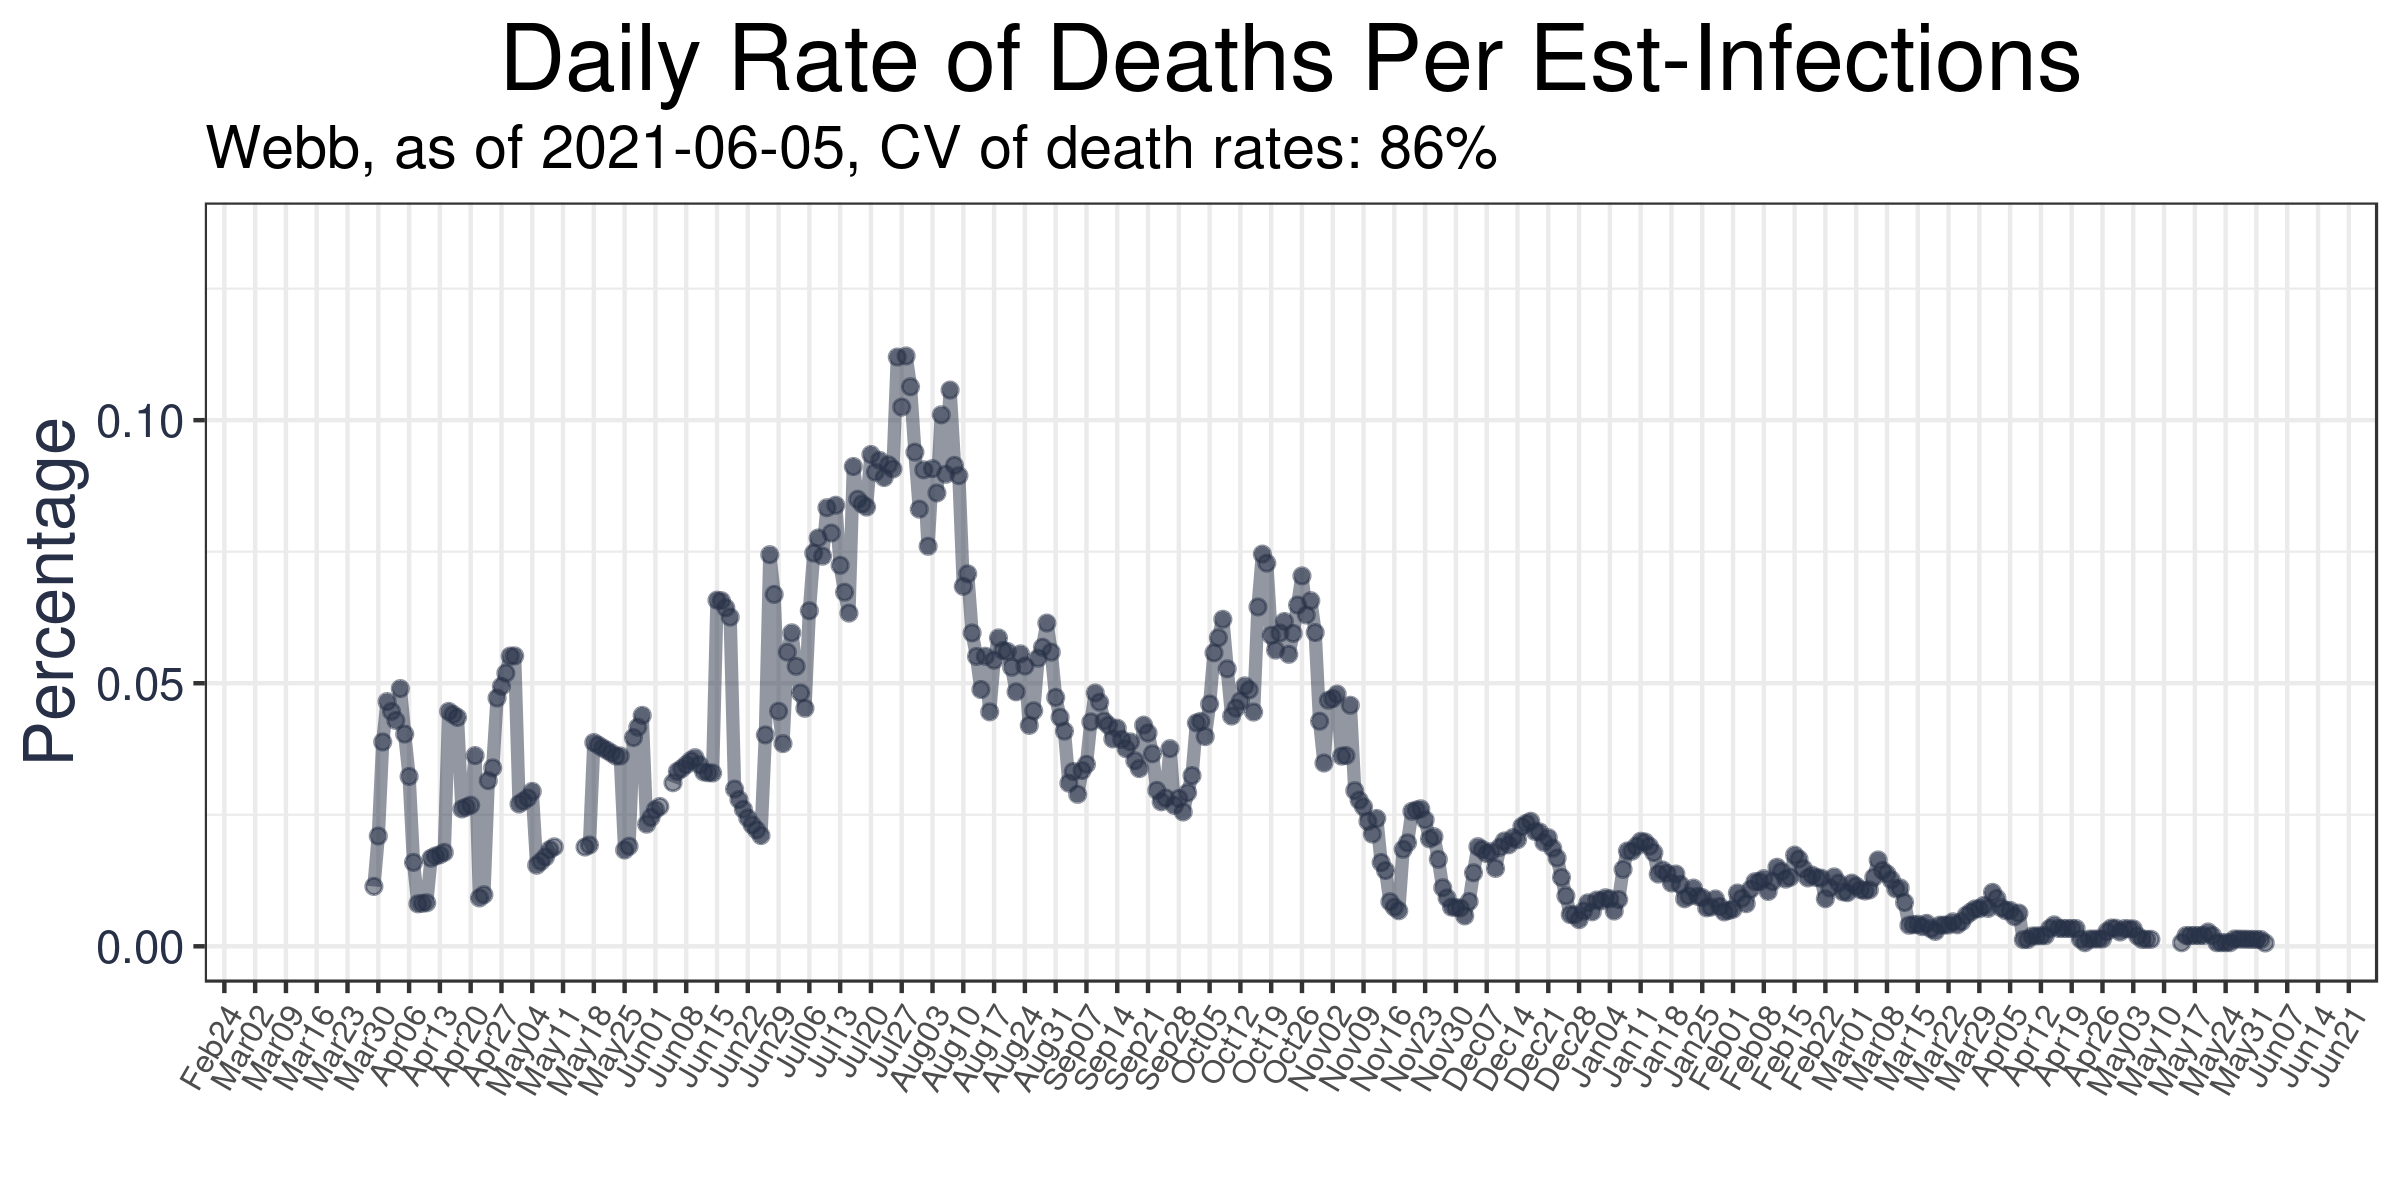 Daily Rate of Deaths Per Est-Infections
Webb, as of 2021-06-05, CV of death rates: 86%
Percentage
0.10
0.05
0.00
Feb24
Mar02
Mar09
Mar16
Mar23
Mar30
Apr06
Apr13
Apr20
Apr27
May04
May11
May18
May25
Jun01
Jun08
Jun15
Jun22
Jun29
Jul06
Jul13
Jul20
Jul27
Aug03
Aug10
Aug17
Aug24
Aug31
Sep07
Sep14
Sep21
Sep28
Oct05
Oct12
Oct19
Oct26
Nov02
Nov09
Nov16
Nov23
Nov30
Dec07
Dec14
Dec21
Dec28
Jan04
Jan11
Jan18
Jan25
Feb01
Feb08
Feb15
Feb22
Mar01
Mar08
Mar15
Mar22
Mar29
Apr05
Apr12
Apr19
Apr26
May03
May10
May17
May24
May31
Jun07
Jun14
Jun21